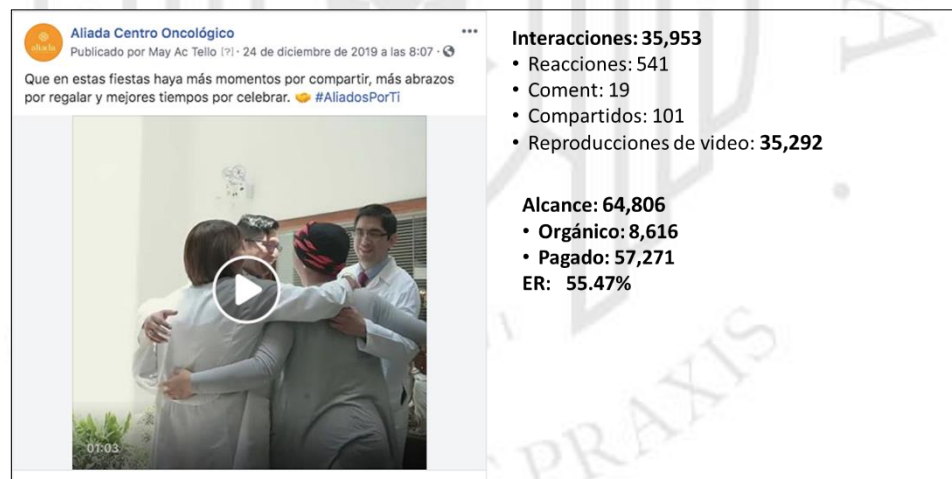 aliada
Aliada Centro Oncológico
Publicado por May Ac Tello [?] · 24 de diciembre de 2019 a las 8:07 ·
Que en estas fiestas haya más momentos por compartir, más abrazos
por regalar y mejores tiempos por celebrar. 🤝 #AliadosPorTi
01:03
Interacciones: 35,953
• Reacciones: 541
• Coment: 19
• Compartidos: 101
• Reproducciones de video: 35,292
Alcance: 64,806
• Orgánico: 8,616
• Pagado: 57,271
ER: 55.47%
PRAXIS